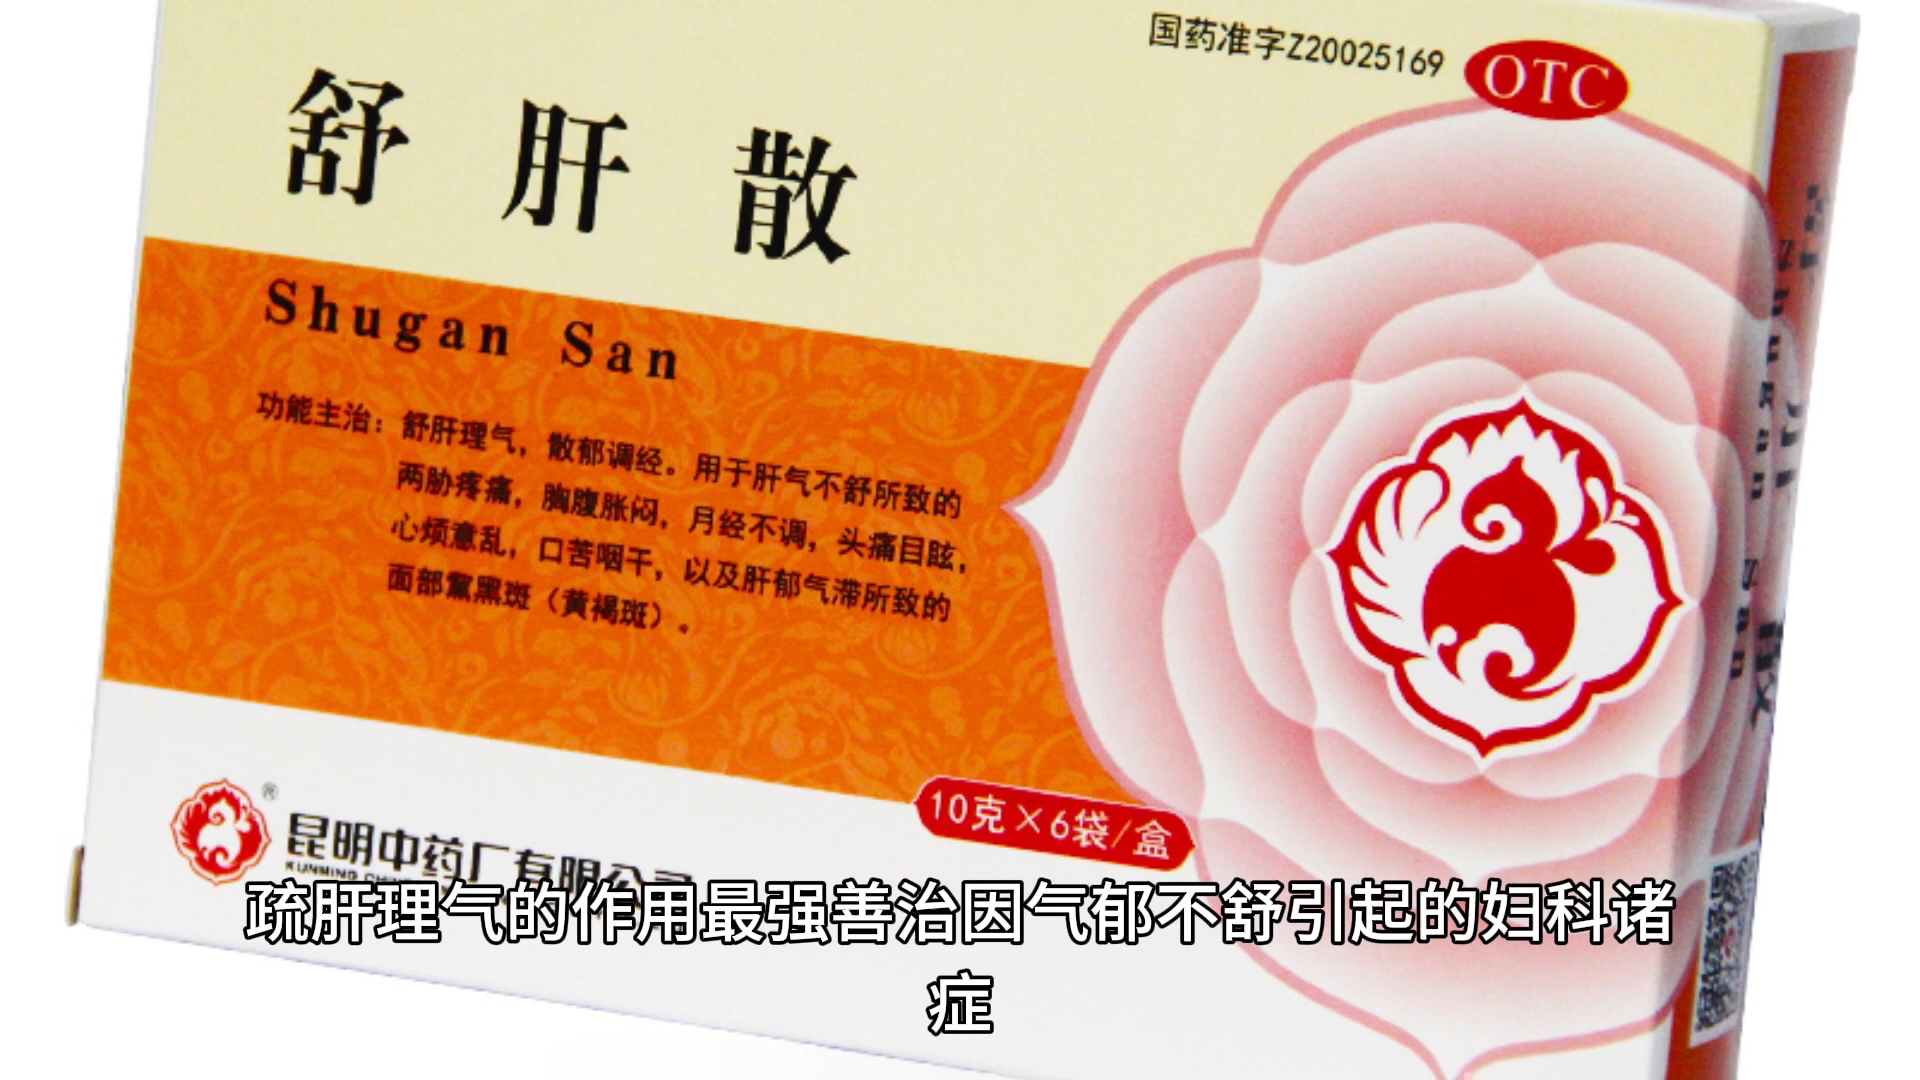 国药准字Z20025169
OTC
舒肝散
Shugan San
功能主治：舒肝理气，散郁调经。用于肝气不舒所致的
两胁疼痛，胸腹胀闷，月经不调，头痛目眩，
心烦意乱，口苦咽干，以及肝郁气滞所致的
面部黧黑斑（黄褐斑）。
10克×6袋/盒
®
昆明中药厂有限公司
疏肝理气的作用最强善治因气郁不舒引起的妇科诸
症
Shugan San